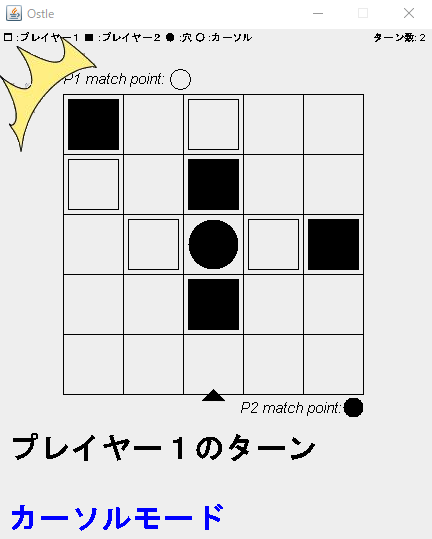 Ostle
□:プレイヤー1 ■:プレイヤー2 ●:穴 ○:カーソル ターン数:2
P1 match point:
P2 match point:
プレイヤー1のターン
カーソルモード